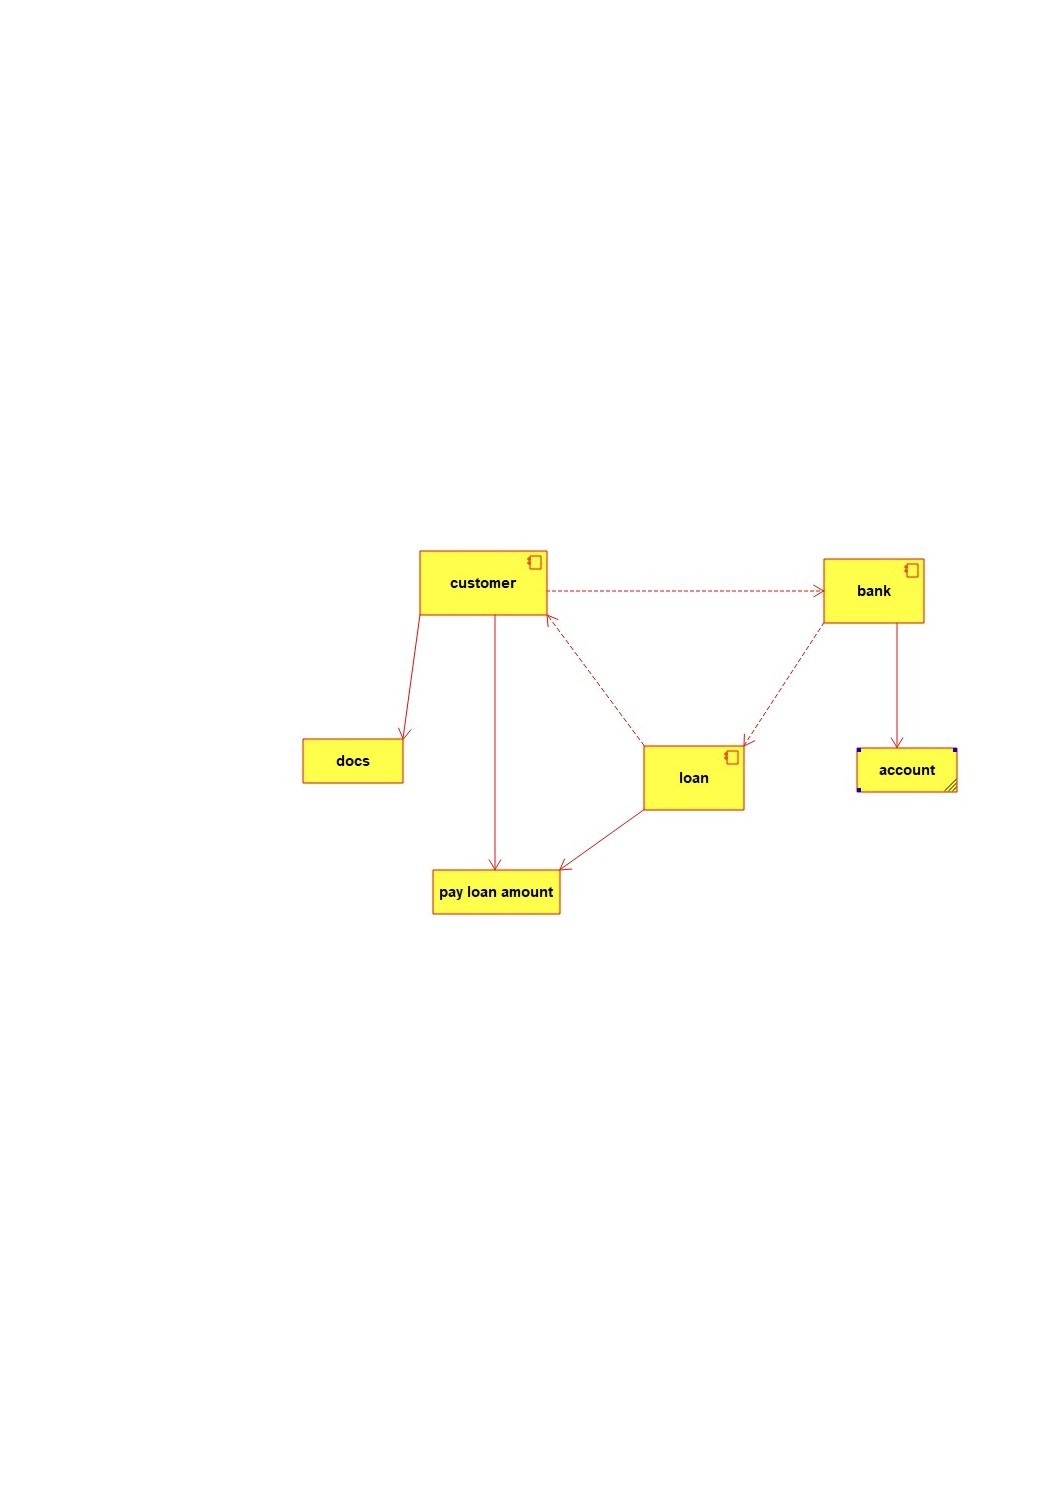 customer
bank
docs
loan
account
pay loan amount